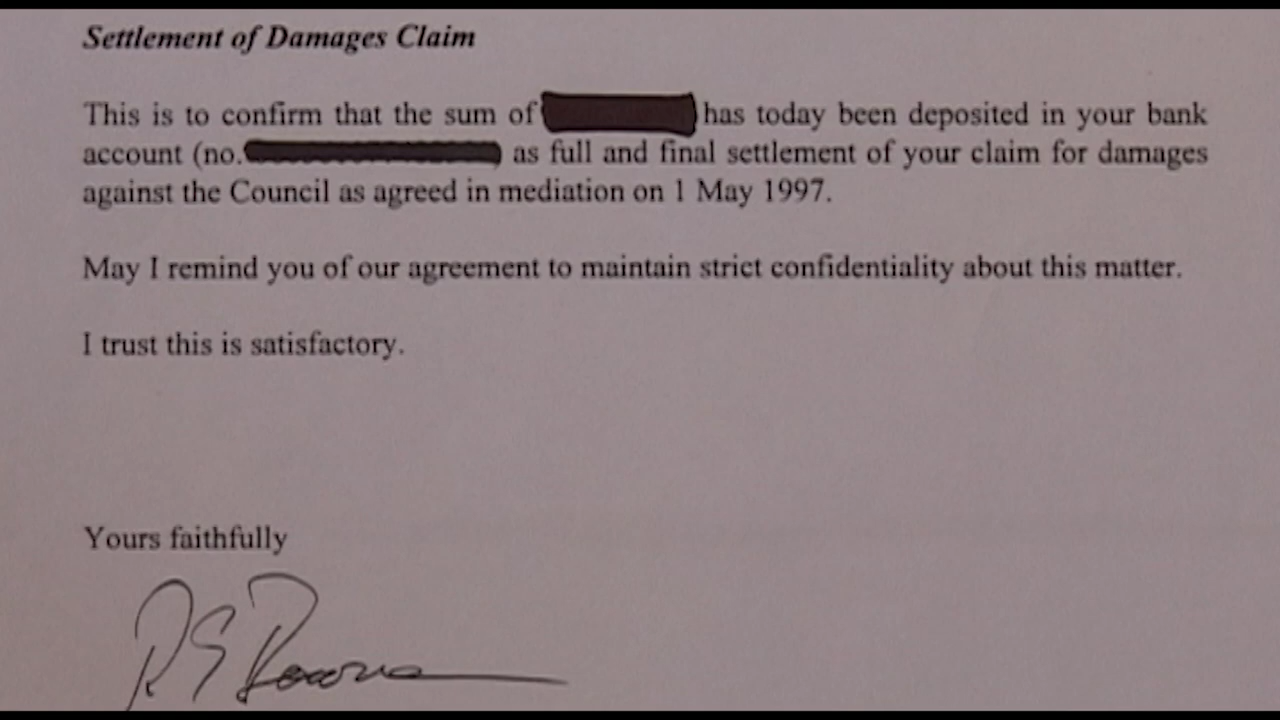 Settlement of Damages Claim
This is to confirm that the sum of has today been deposited in your bank
account (no. as full and final settlement of your claim for damages
against the Council as agreed in mediation on 1 May 1997.
May I remind you of our agreement to maintain strict confidentiality about this matter.
I trust this is satisfactory.
Yours faithfully